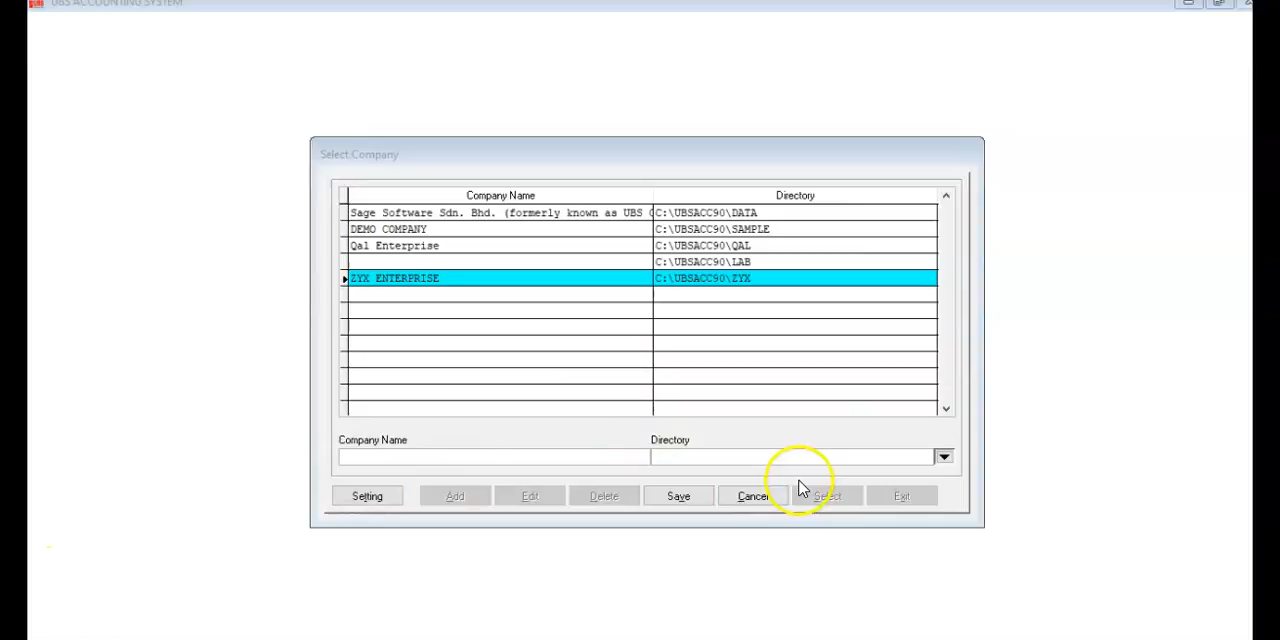 UBS ACCOUNTING SYSTEM
Select Company
Company Name Directory
Sage Software Sdn. Bhd. (formerly known as UBS C:\UBSACC90\DATA
DEMO COMPANY C:\UBSACC90\SAMPLE
Qal Enterprise C:\UBSACC90\QAL
C:\UBSACC90\LAB
ZYX ENTERPRISE C:\UBSACC90\ZYX
Company Name Directory
Setting Add Edit Delete Save Cancel Select Exit